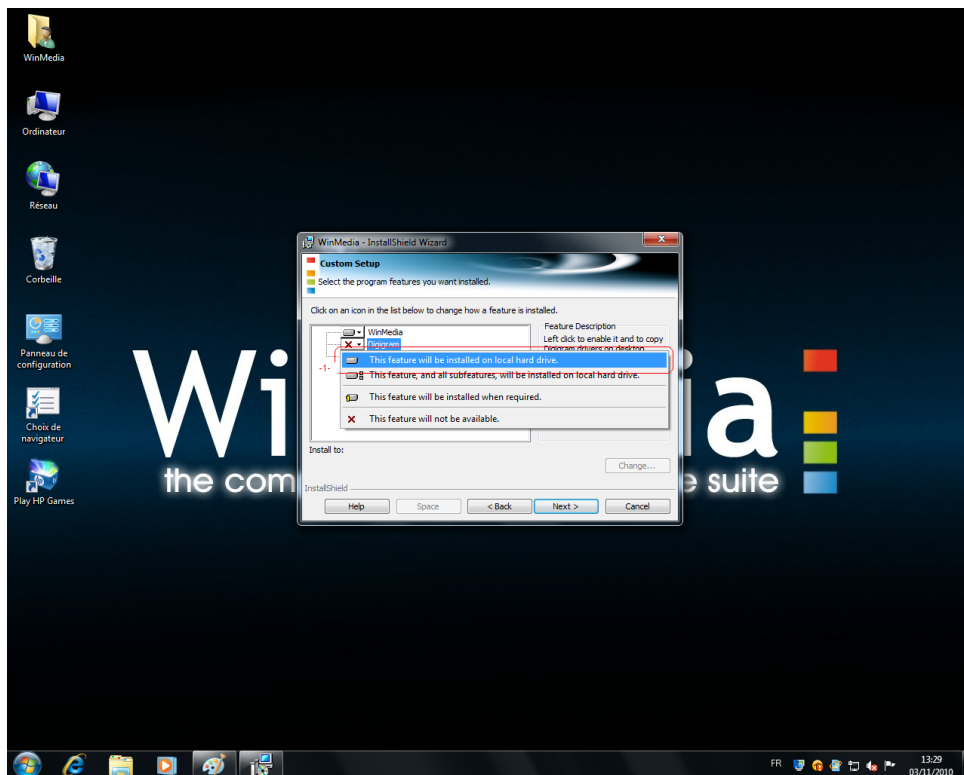 WinMedia
Ordinateur
Réseau
Corbeille
Panneau de
configuration
Choix de
navigateur
Play HP Games
WinMedia - InstallShield Wizard
Custom Setup
Select the program features you want installed.
Click on an icon in the list below to change how a feature is installed.
WinMedia
Digigram
Feature Description
Left click to enable it and to copy
Digigram drivers on desktop
-1-
This feature will be installed on local hard drive.
This feature, and all subfeatures, will be installed on local hard drive.
This feature will be installed when required.
This feature will not be available.
Install to:
Change...
InstallShield
Help
Space
< Back
Next >
Cancel
Wi
a
the com
e suite
FR
13:29
03/11/2010